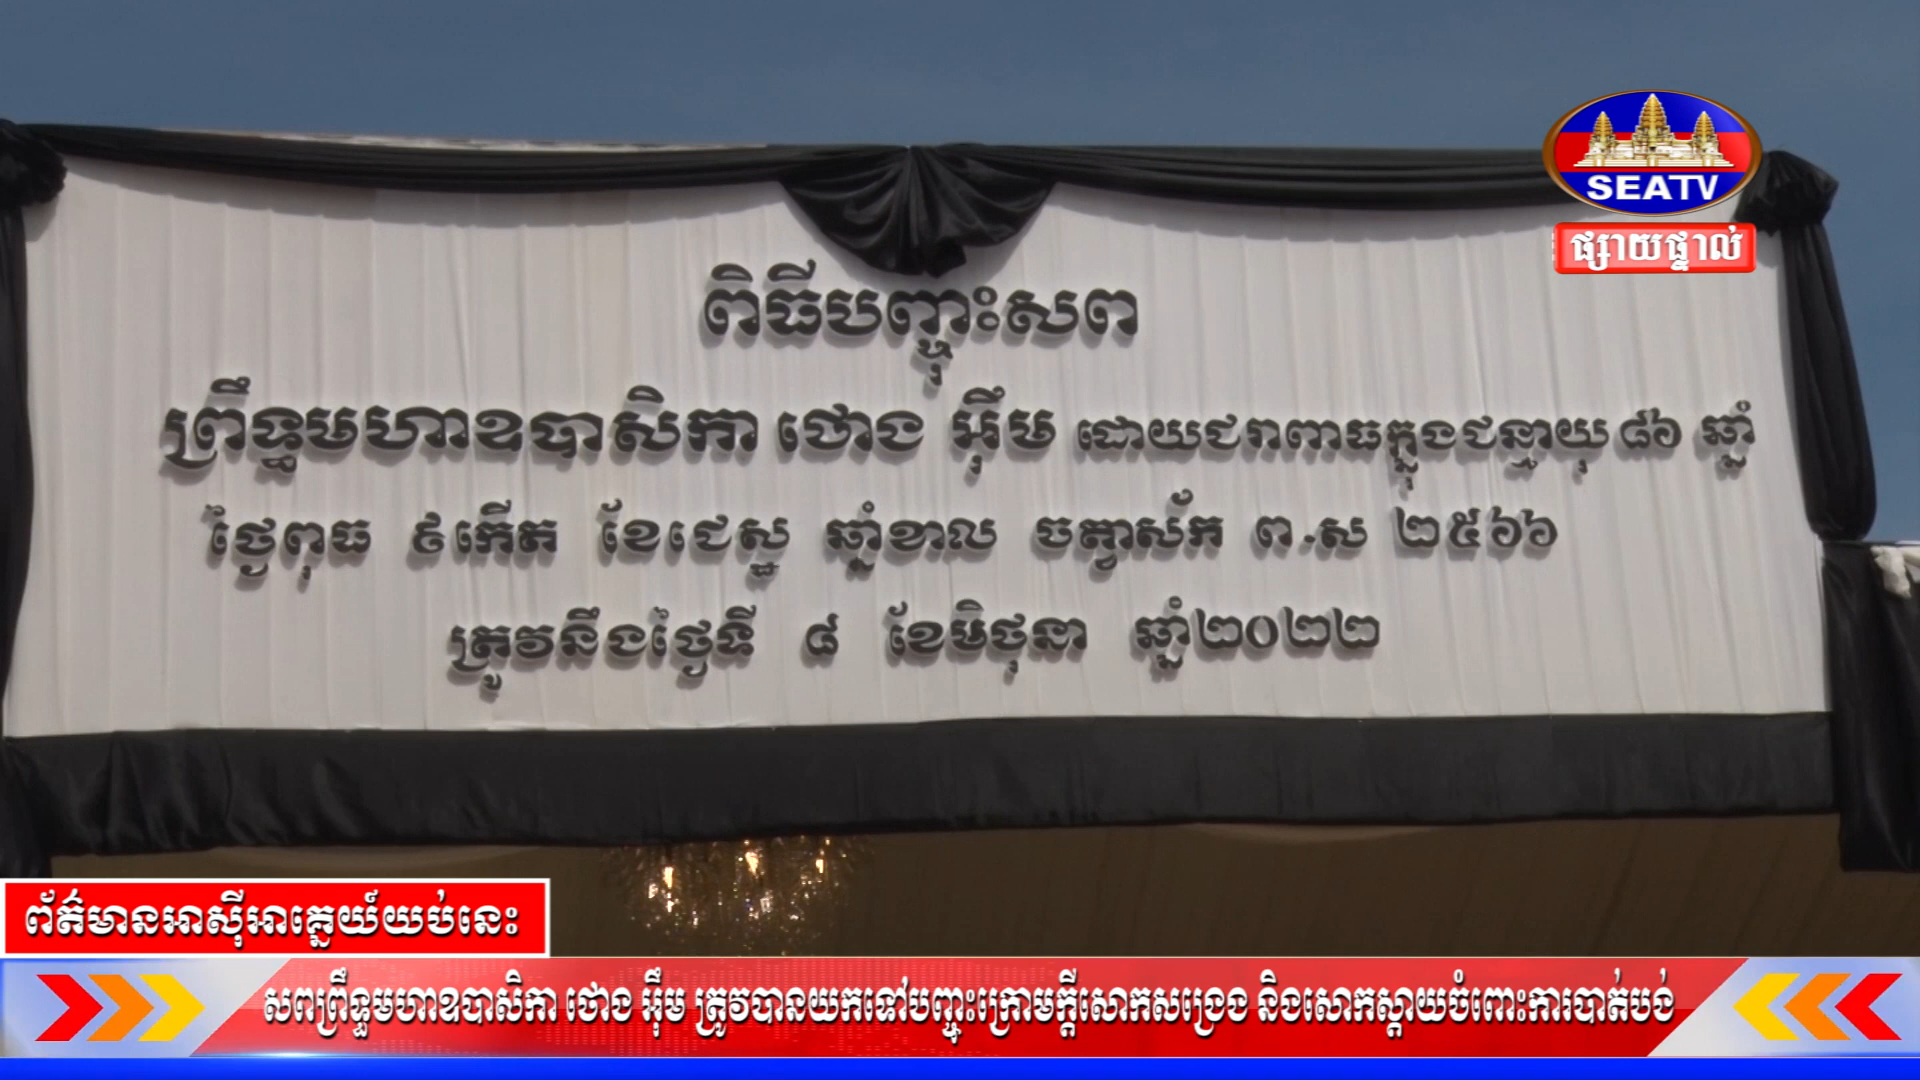 SEATV
ផ្សាយផ្ទាល់
ពិធីបញ្ចុះសព
ព្រឹទ្ធមហាឧបាសិកា ថោង អ៊ឹម ដោយជរាពាធក្នុងជន្មាយុ ៨៦ ឆ្នាំ
ថ្ងៃពុធ ៩កើត ខែជេស្ឋ ឆ្នាំខាល ចត្វាស័ក ព.ស ២៥៦៦
ត្រូវនឹងថ្ងៃទី ៨ ខែមិថុនា ឆ្នាំ២០២២
ព័ត៌មានអាស៊ីអាគ្នេយ៍យប់នេះ
សពព្រឹទ្ធមហាឧបាសិកា ថោង អ៊ឹម ត្រូវបានយកទៅបញ្ចុះក្រោមក្តីសោកសង្រេង និងសោកស្តាយចំពោះការបាត់បង់